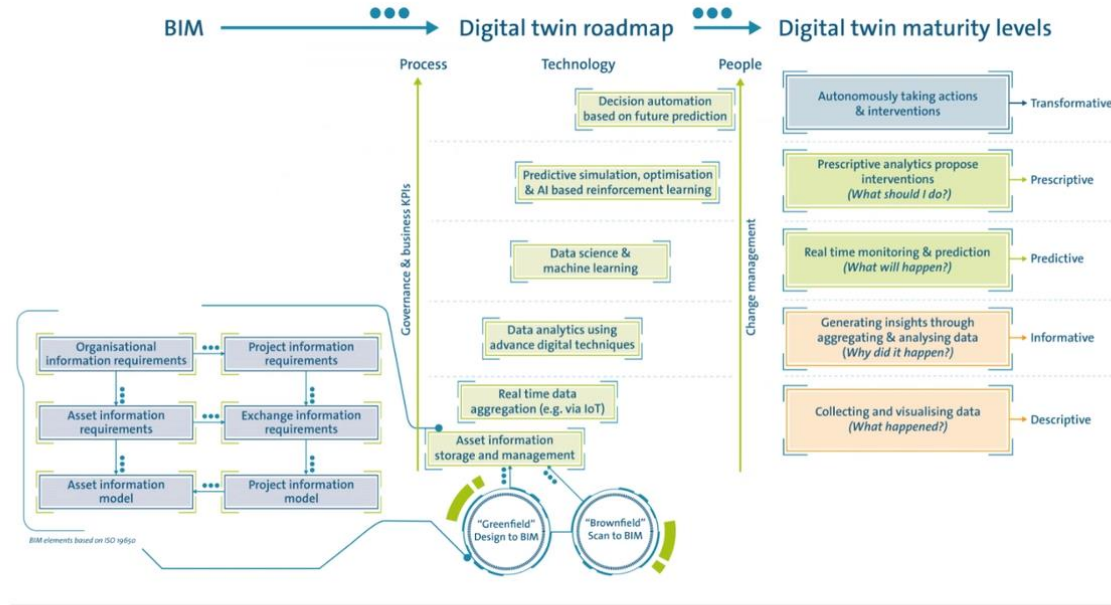 BIM
Digital twin roadmap
Digital twin maturity levels
Process
Technology
People
Governance & business KPIs
Change management
Decision automation
based on future prediction
Predictive simulation, optimisation
& AI based reinforcement learning
Data science &
machine learning
Data analytics using
advance digital techniques
Real time data
aggregation (e.g. via IoT)
Asset information
storage and management
"Greenfield"
Design to BIM
"Brownfield"
Scan to BIM
Organisational
information requirements
Project information
requirements
Asset information
requirements
Exchange information
requirements
Asset information
model
Project information
model
BIM elements based on ISO 19650
Autonomously taking actions
& interventions
Transformative
Prescriptive analytics propose
interventions
(What should I do?)
Prescriptive
Real time monitoring & prediction
(What will happen?)
Predictive
Generating insights through
aggregating & analysing data
(Why did it happen?)
Informative
Collecting and visualising data
(What happened?)
Descriptive